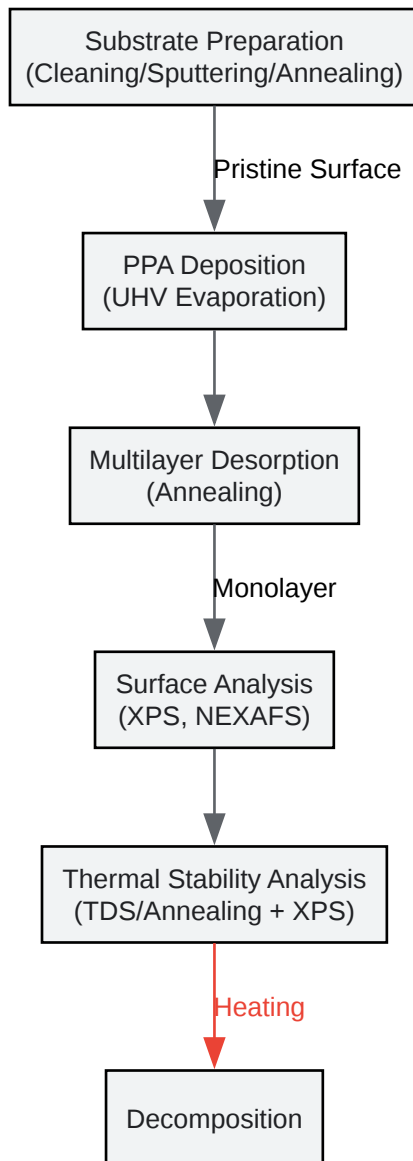 Substrate Preparation
(Cleaning/Sputtering/Annealing)
Pristine Surface
PPA Deposition
(UHV Evaporation)
Multilayer Desorption
(Annealing)
Monolayer
Surface Analysis
(XPS, NEXAFS)
Thermal Stability Analysis
(TDS/Annealing + XPS)
Heating
Decomposition